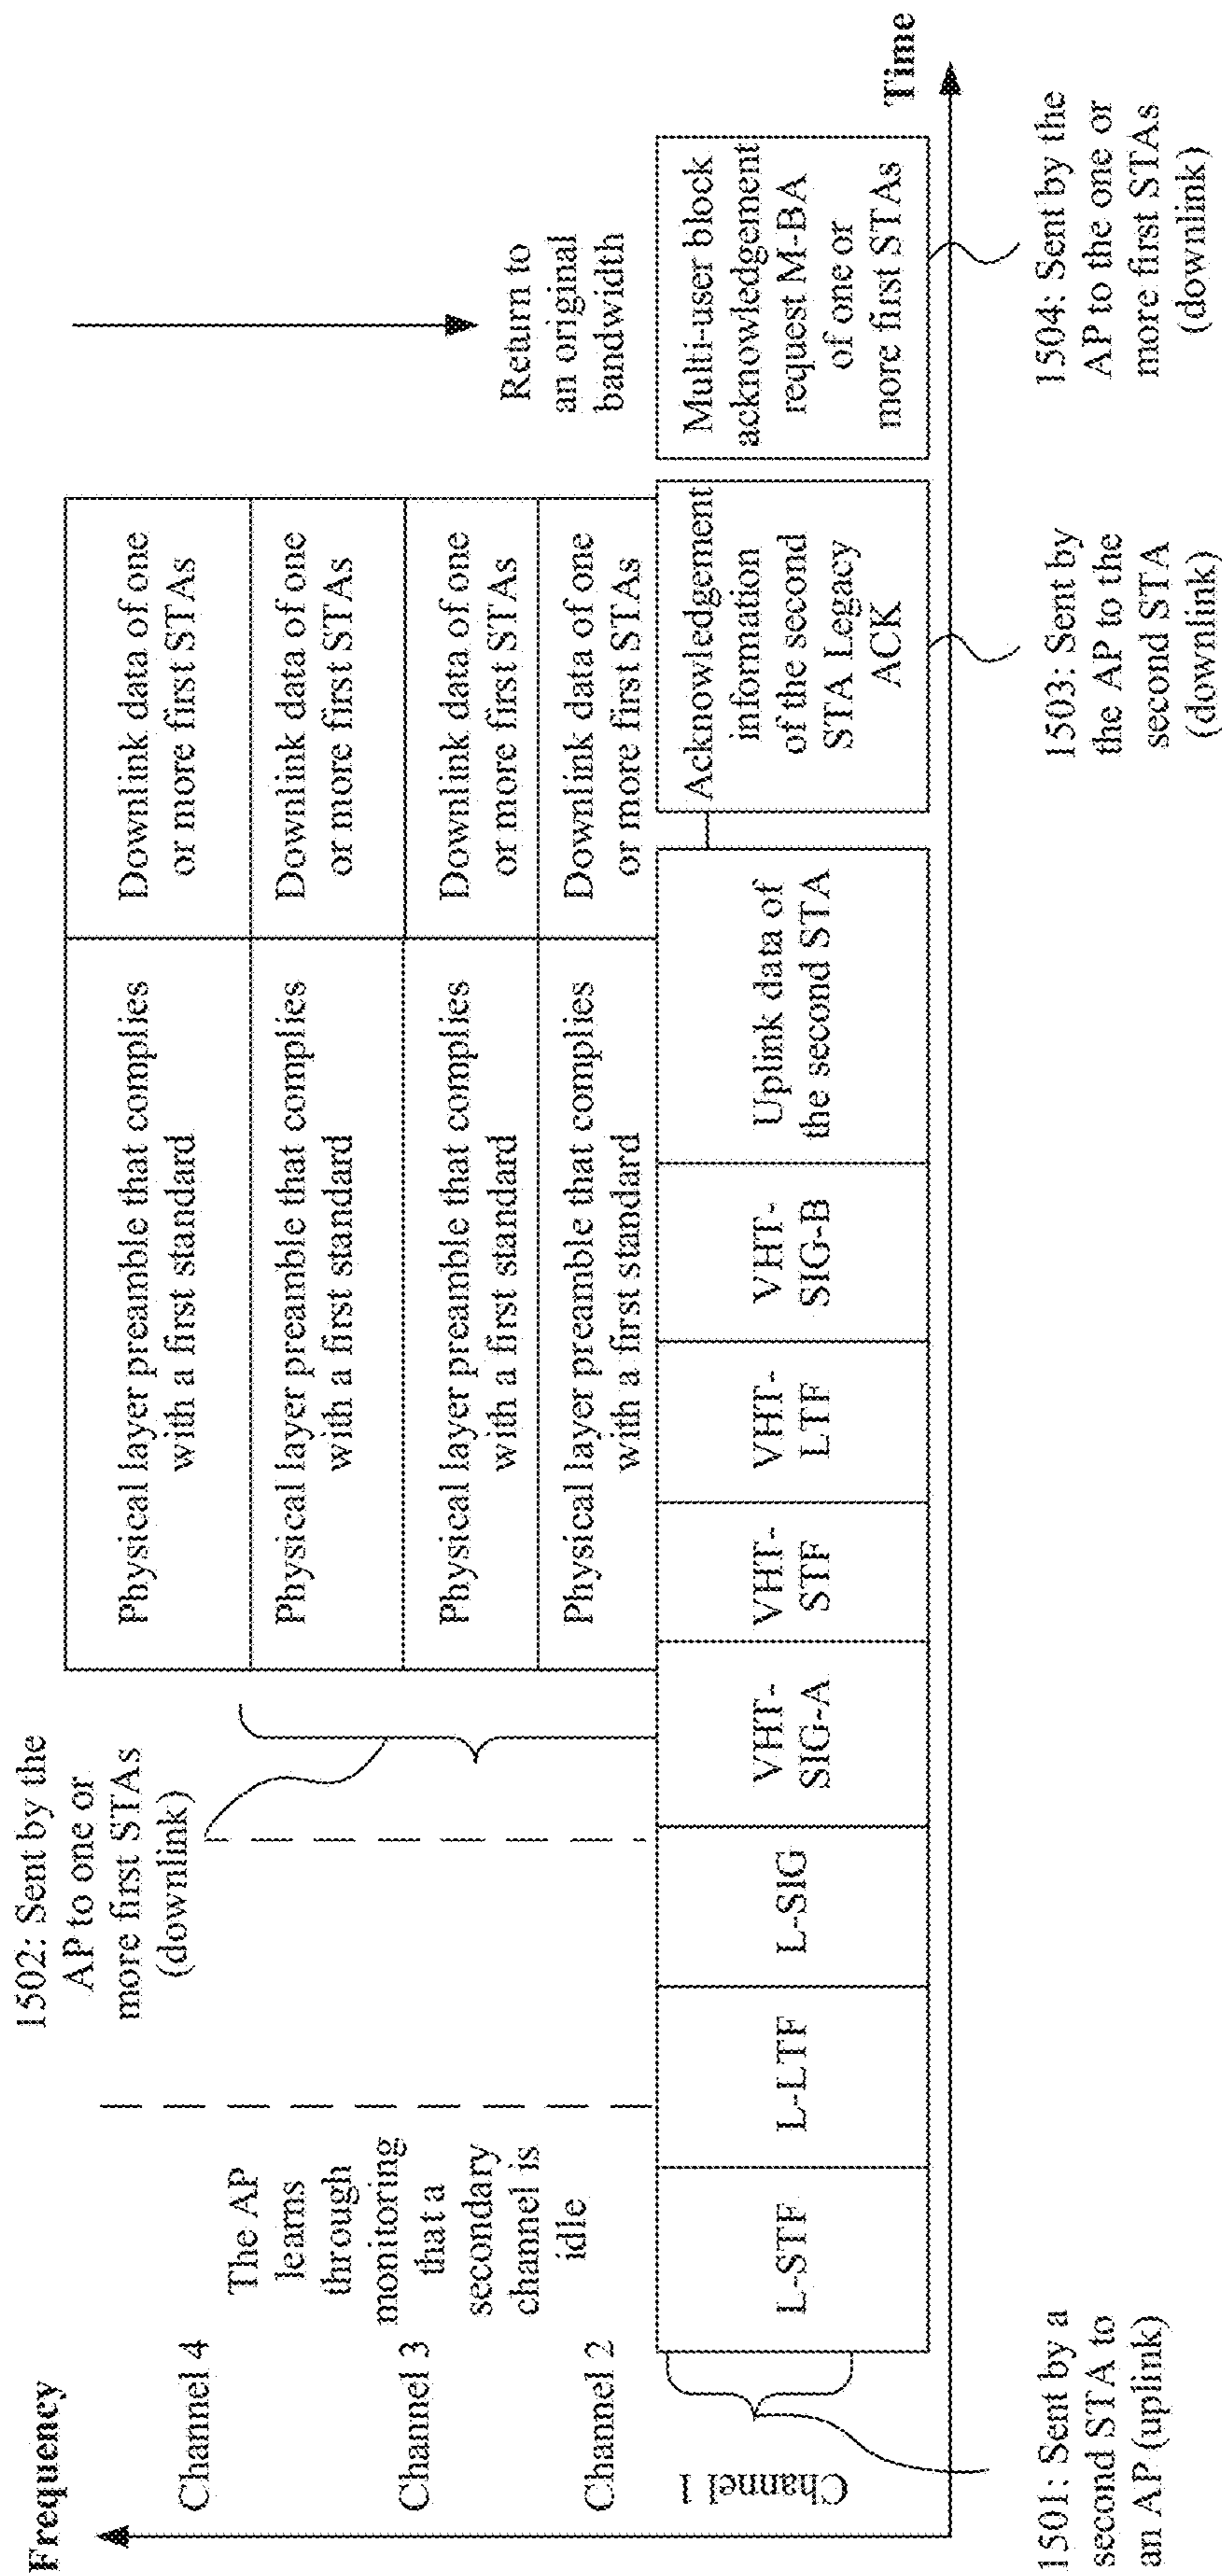 Frequency
Channel 4
Channel 3
Channel 2
Channel 1
The AP
learns
through
monitoring
that a
secondary
channel is
idle
1502: Sent by the
AP to one or
more first STAs
(downlink)
Physical layer preamble that complies
with a first standard
Downlink data of one
or more first STAs
Physical layer preamble that complies
with a first standard
Downlink data of one
or more first STAs
Physical layer preamble that complies
with a first standard
Downlink data of one
or more first STAs
Physical layer preamble that complies
with a first standard
Downlink data of one
or more first STAs
Return to
an original
bandwidth
L-STF
L-LTF
L-SIG
VHT-
SIG-A
VHT-
STF
VHT-
LTF
VHT-
SIG-B
Uplink data of
the second STA
Acknowledgement
information
of the second
STA Legacy
ACK
Multi-user block
acknowledgement
request M-BA
of one or
more first STAs
Time
1501: Sent by a
second STA to
an AP (uplink)
1503: Sent by
the AP to the
second STA
(downlink)
1504: Sent by the
AP to the one or
more first STAs
(downlink)